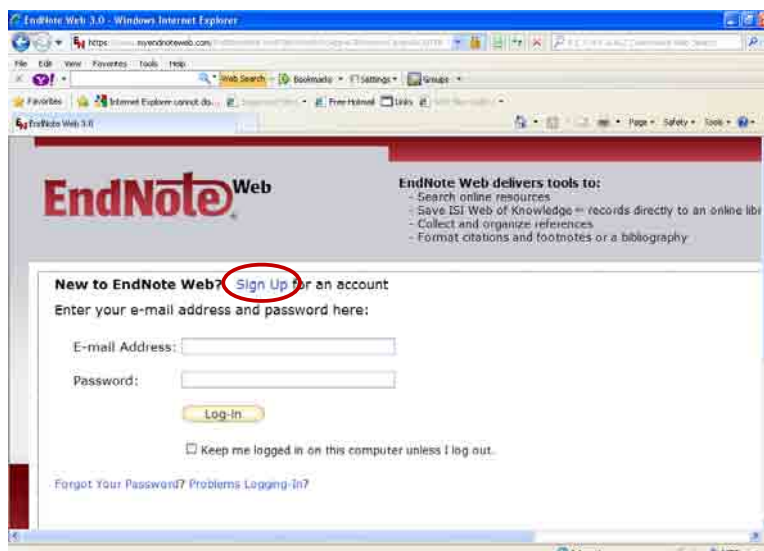 EndNote Web 3.0 - Windows Internet Explorer
https myendnoteweb.com
File Edit View Favorites Tools Help
Y! Web Search Bookmarks Settings Groups
Favorites Internet Explorer cannot do... Free Hotmail Links
EndNote Web 3.0 Page Safety Tools
EndNote Web
EndNote Web delivers tools to:
- Search online resources
- Save ISI Web of Knowledge℠ records directly to an online libr
- Collect and organize references
- Format citations and footnotes or a bibliography
New to EndNote Web? Sign Up for an account
Enter your e-mail address and password here:
E-mail Address:
Password:
Log-in
Keep me logged in on this computer unless I log out.
Forgot Your Password? Problems Logging-In?